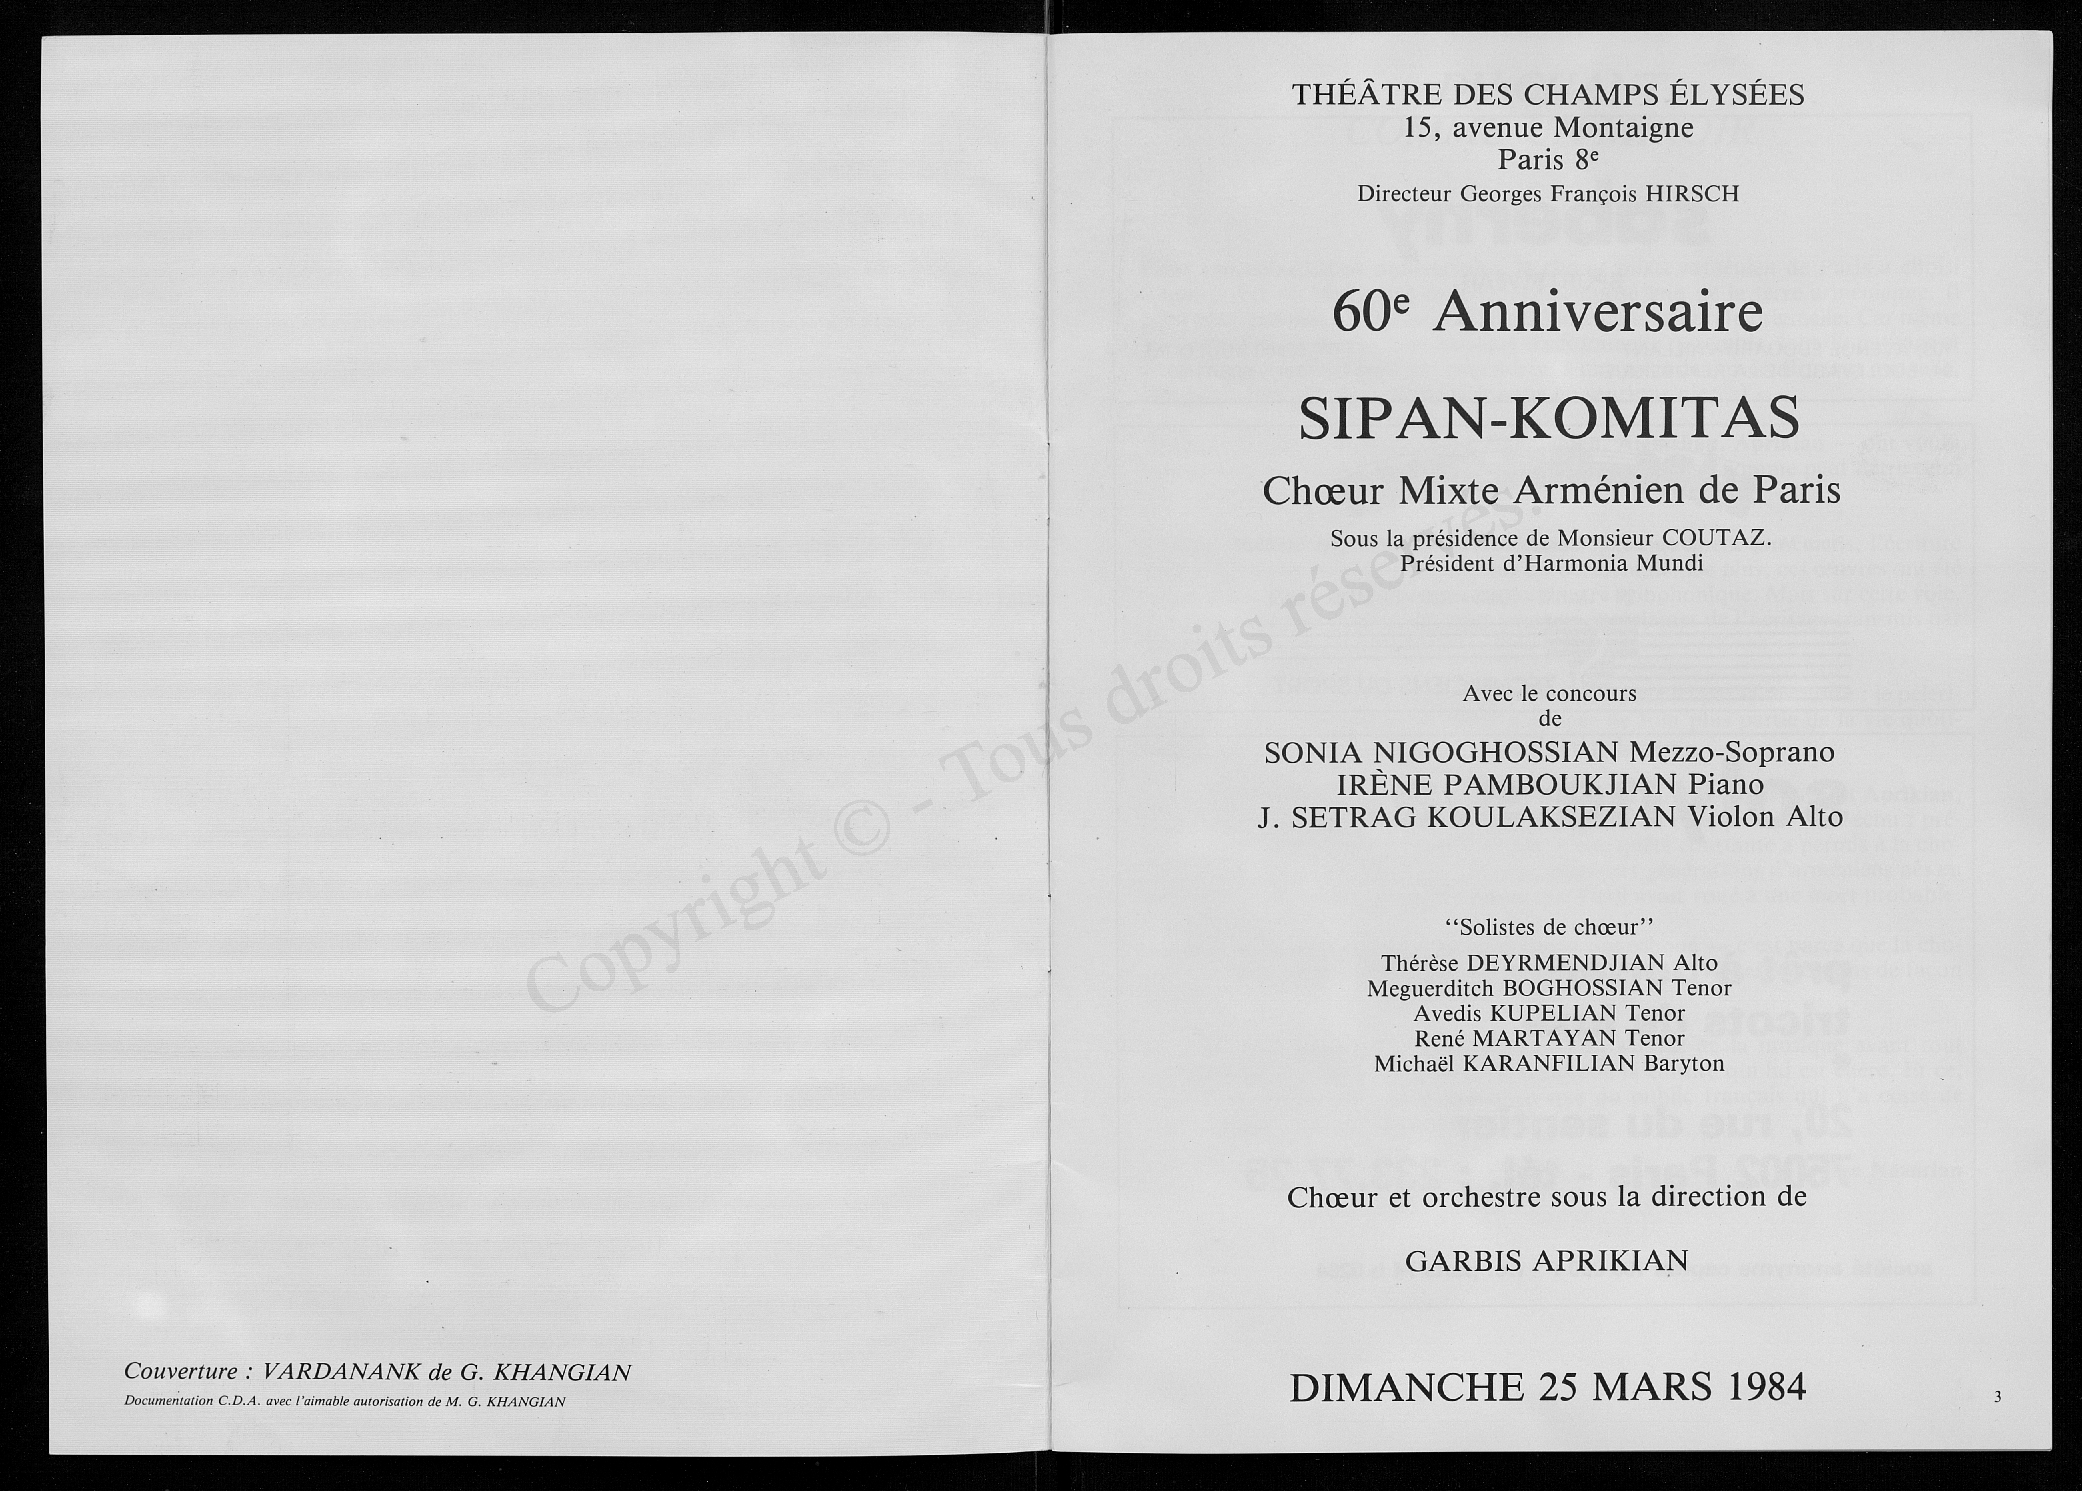 Couverture : VARDANANK de G. KHANGIAN
Documentation C.D.A. avec l'aimable autorisation de M. G. KHANGIAN
THÉÂTRE DES CHAMPS ÉLYSÉES
15, avenue Montaigne
Paris 8e
Directeur Georges François HIRSCH
60e Anniversaire
SIPAN-KOMITAS
Chœur Mixte Arménien de Paris
Sous la présidence de Monsieur COUTAZ.
Président d'Harmonia Mundi
Avec le concours
de
SONIA NIGOGHOSSIAN Mezzo-Soprano
IRÈNE PAMBOUKJIAN Piano
J. SETRAG KOULAKSEZIAN Violon Alto
“Solistes de chœur”
Thérèse DEYRMENDJIAN Alto
Meguerditch BOGHOSSIAN Tenor
Avedis KUPELIAN Tenor
René MARTAYAN Tenor
Michaël KARANFILIAN Baryton
Chœur et orchestre sous la direction de
GARBIS APRIKIAN
DIMANCHE 25 MARS 1984
3
Copyright © - Tous droits réservés.